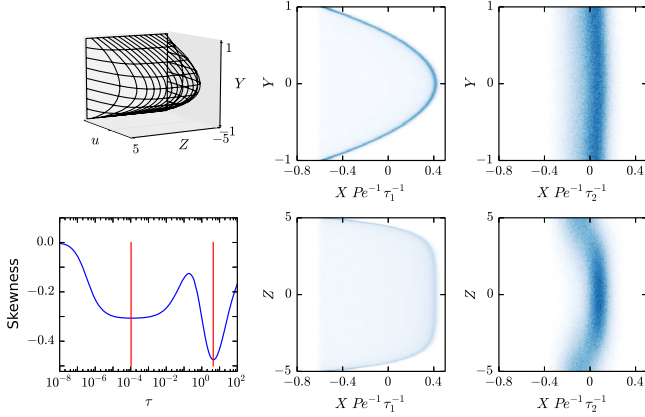 1
Y
−1
−5
u
5
Z
1
Y
0
−1
−0.8 −0.4 0 0.4
X Pe⁻¹ τ₁⁻¹
1
Y
0
−1
−0.8 −0.4 0 0.4
X Pe⁻¹ τ₂⁻¹
Skewness
0.0
−0.2
−0.4
10⁻⁸ 10⁻⁶ 10⁻⁴ 10⁻² 10⁰ 10²
τ
5
Z
0
−5
−0.8 −0.4 0 0.4
X Pe⁻¹ τ₁⁻¹
5
Z
0
−5
−0.8 −0.4 0 0.4
X Pe⁻¹ τ₂⁻¹